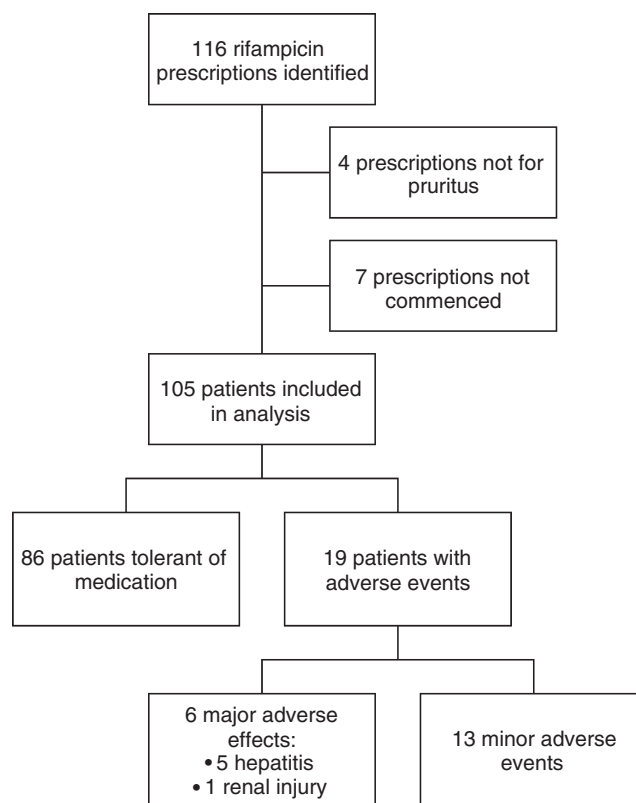 116 rifampicin
prescriptions identified
4 prescriptions not for
pruritus
7 prescriptions not
commenced
105 patients included
in analysis
86 patients tolerant of
medication
19 patients with
adverse events
6 major adverse
effects:
• 5 hepatitis
• 1 renal injury
13 minor adverse
events